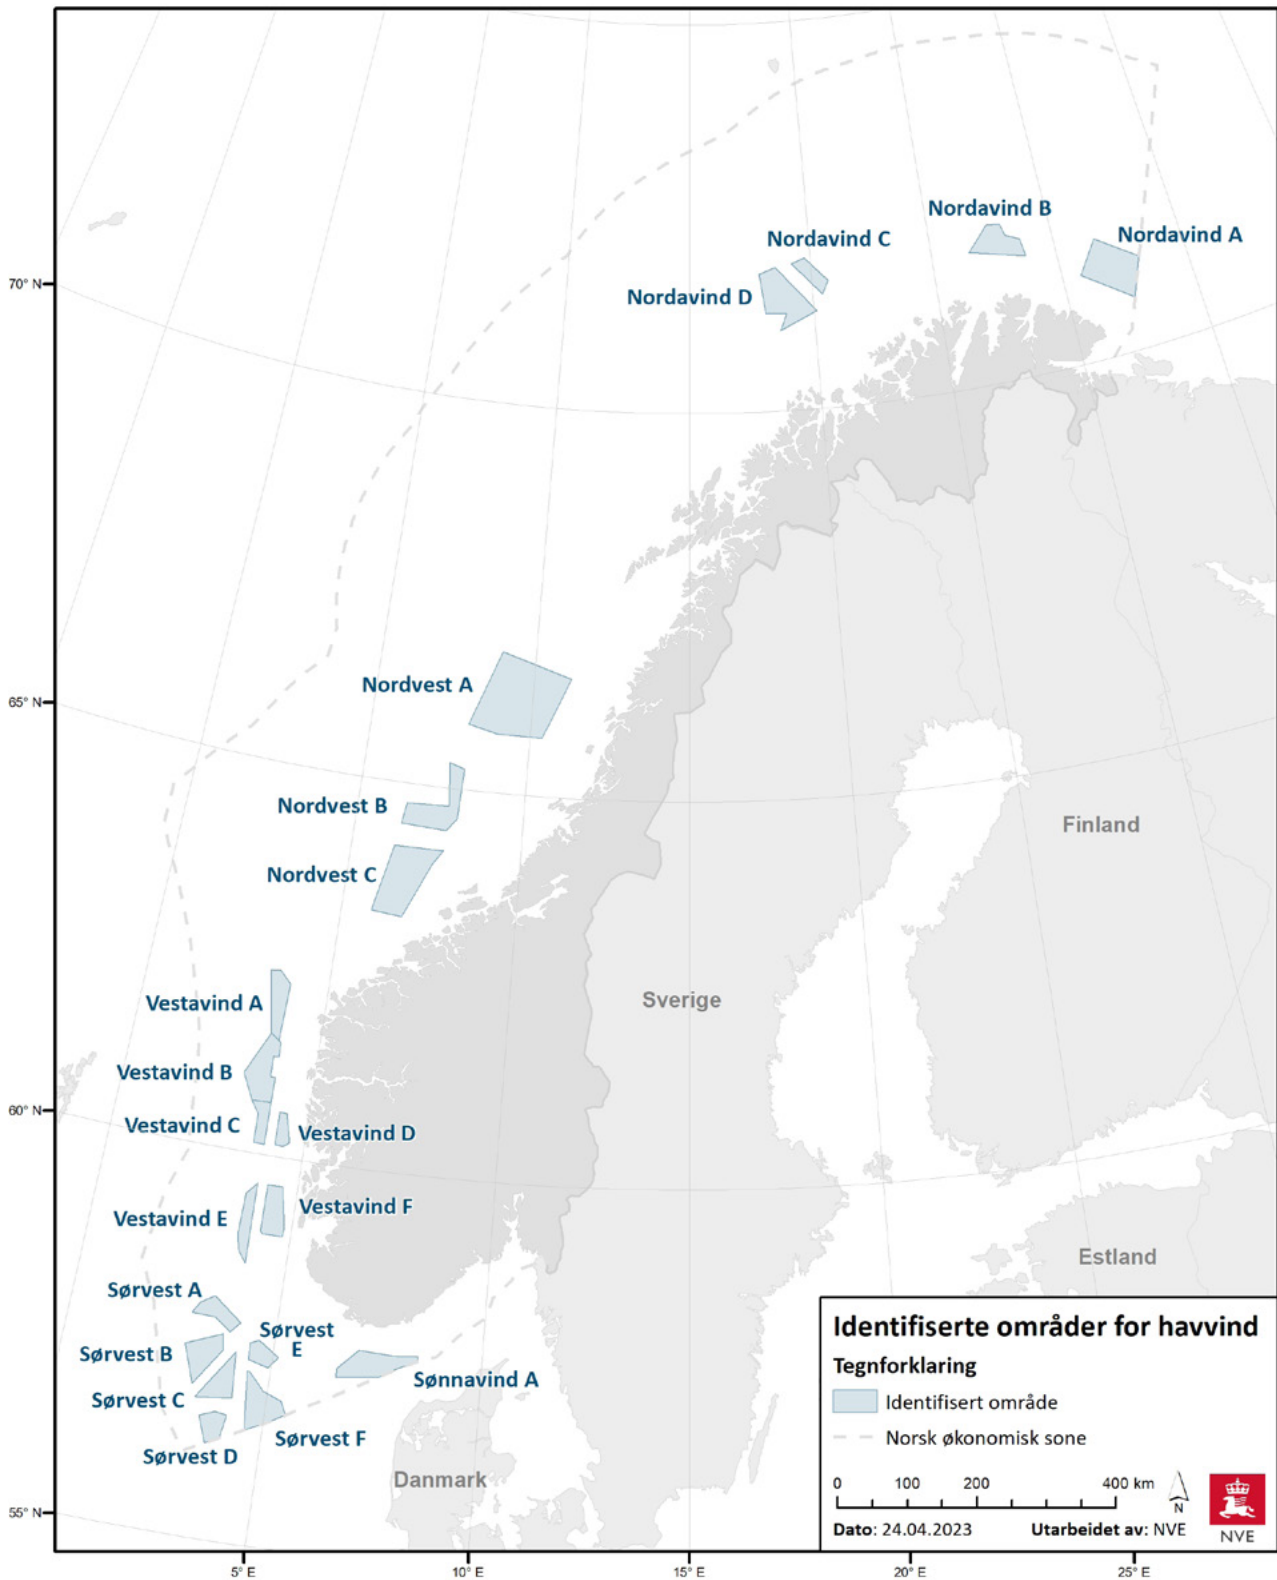 Nordavind B
Nordavind C
Nordavind A
70° N
Nordavind D
Nordvest A
65° N
Nordvest B
Finland
Nordvest C
Vestavind A
Sverige
Vestavind B
60° N
Vestavind C
Vestavind D
Vestavind F
Vestavind E
Estland
Sørvest A
Sørvest
E
Sørvest B
Sønnavind A
Sørvest C
Sørvest F
Sørvest D
Danmark
55° N
Identifiserte områder for havvind
Tegnforklaring
Identifisert område
Norsk økonomisk sone
0 100 200 400 km
N
Dato: 24.04.2023 Utarbeidet av: NVE
NVE
5° E 10° E 15° E 20° E 25° E